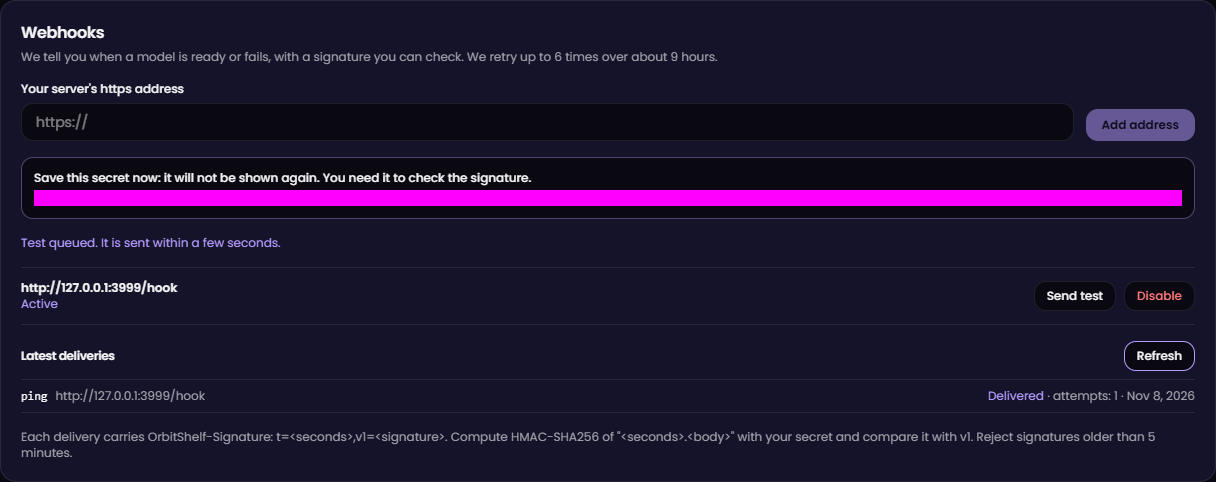 Webhooks
We tell you when a model is ready or fails, with a signature you can check. We retry up to 6 times over about 9 hours.
Your server's https address
https://
Add address
Save this secret now: it will not be shown again. You need it to check the signature.
Test queued. It is sent within a few seconds.
http://127.0.0.1:3999/hook
Active
Send test
Disable
Latest deliveries
Refresh
ping http://127.0.0.1:3999/hook
Delivered · attempts: 1 · Nov 8, 2026
Each delivery carries OrbitShelf-Signature: t=<seconds>,v1=<signature>. Compute HMAC-SHA256 of "<seconds>.<body>" with your secret and compare it with v1. Reject signatures older than 5
minutes.